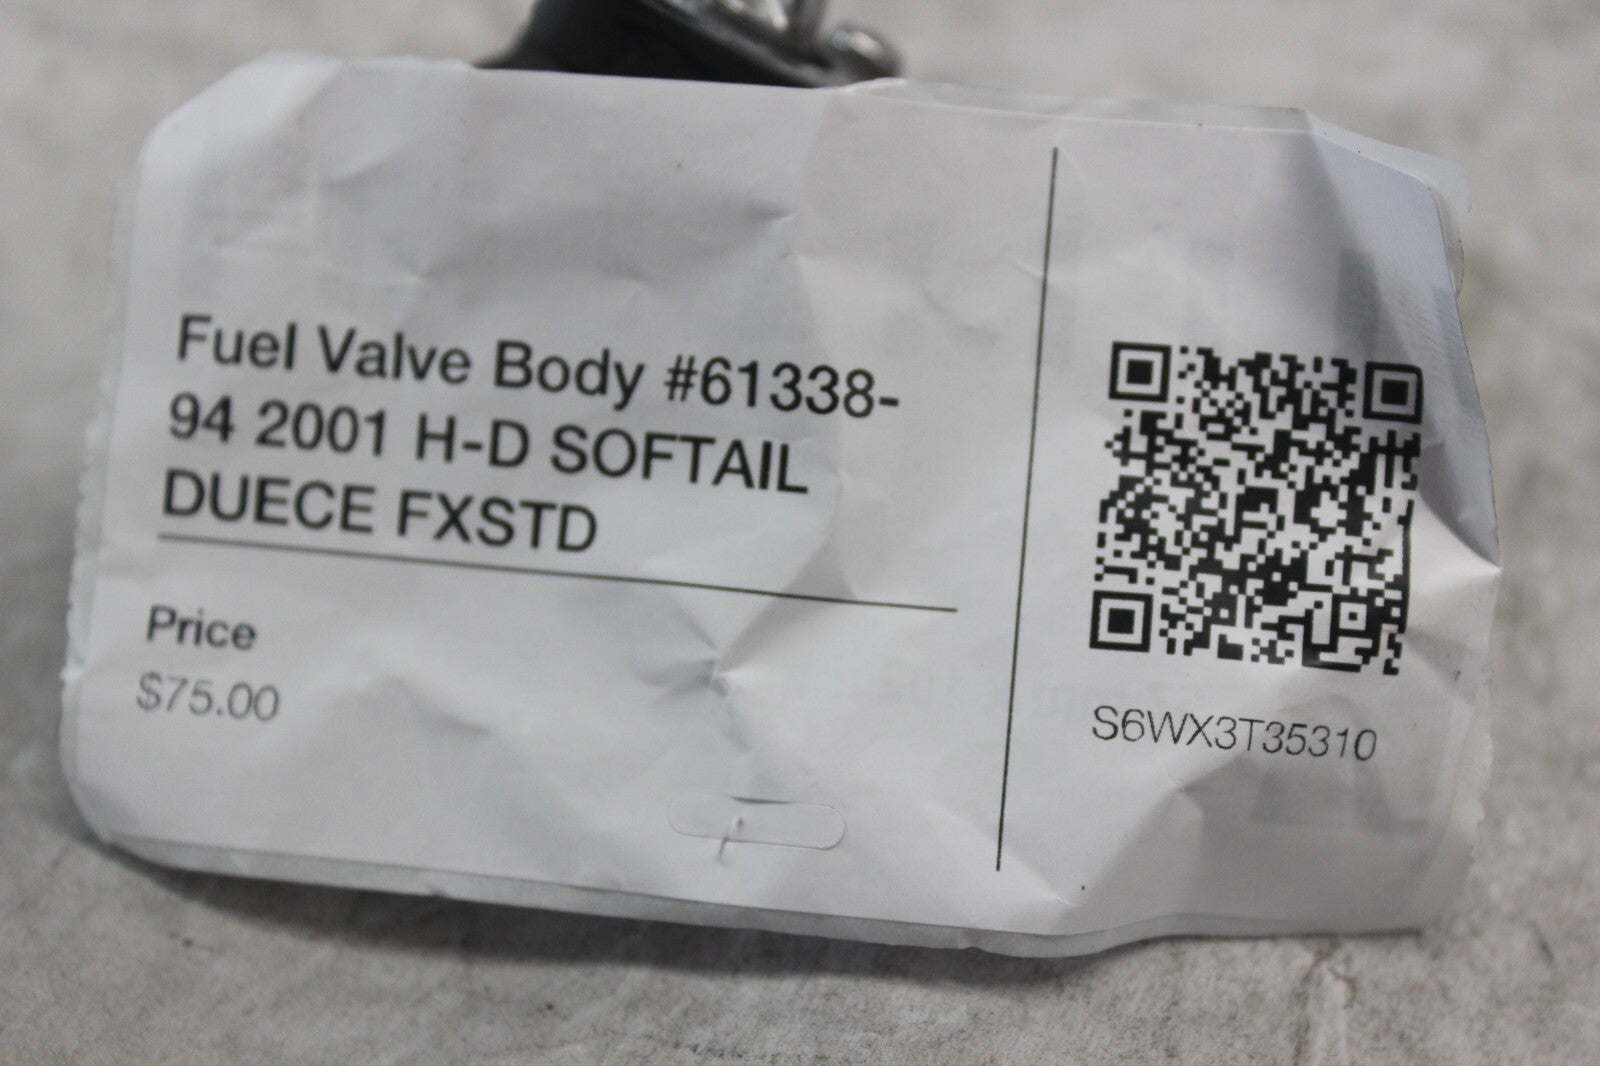 Fuel Valve Body #61338-
94 2001 H-D SOFTAIL
DUECE FXSTD
Price
$75.00
S6WX3T35310